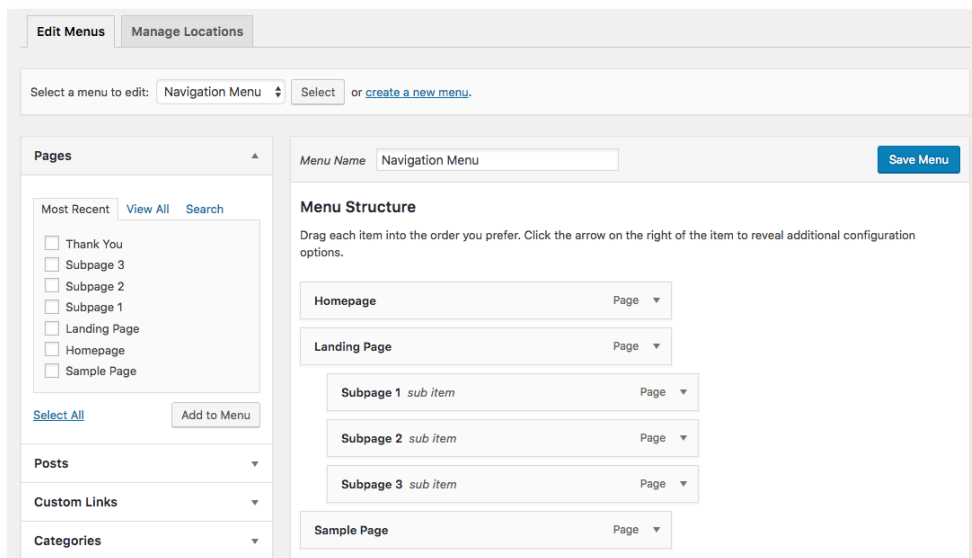 Edit Menus
Manage Locations
Select a menu to edit: Navigation Menu Select or create a new menu.
Pages
Most Recent View All Search
Thank You
Subpage 3
Subpage 2
Subpage 1
Landing Page
Homepage
Sample Page
Select All Add to Menu
Posts
Custom Links
Categories
Menu Name Navigation Menu Save Menu
Menu Structure
Drag each item into the order you prefer. Click the arrow on the right of the item to reveal additional configuration
options.
Homepage Page
Landing Page Page
Subpage 1 sub item Page
Subpage 2 sub item Page
Subpage 3 sub item Page
Sample Page Page